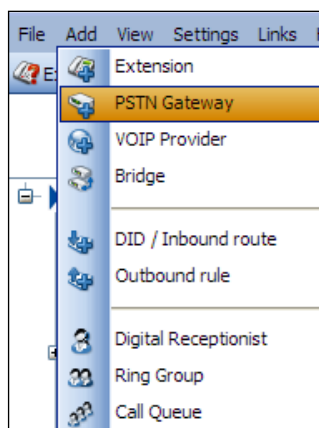 File Add View Settings Links
Extension
PSTN Gateway
VOIP Provider
Bridge
DID / Inbound route
Outbound rule
Digital Receptionist
Ring Group
Call Queue